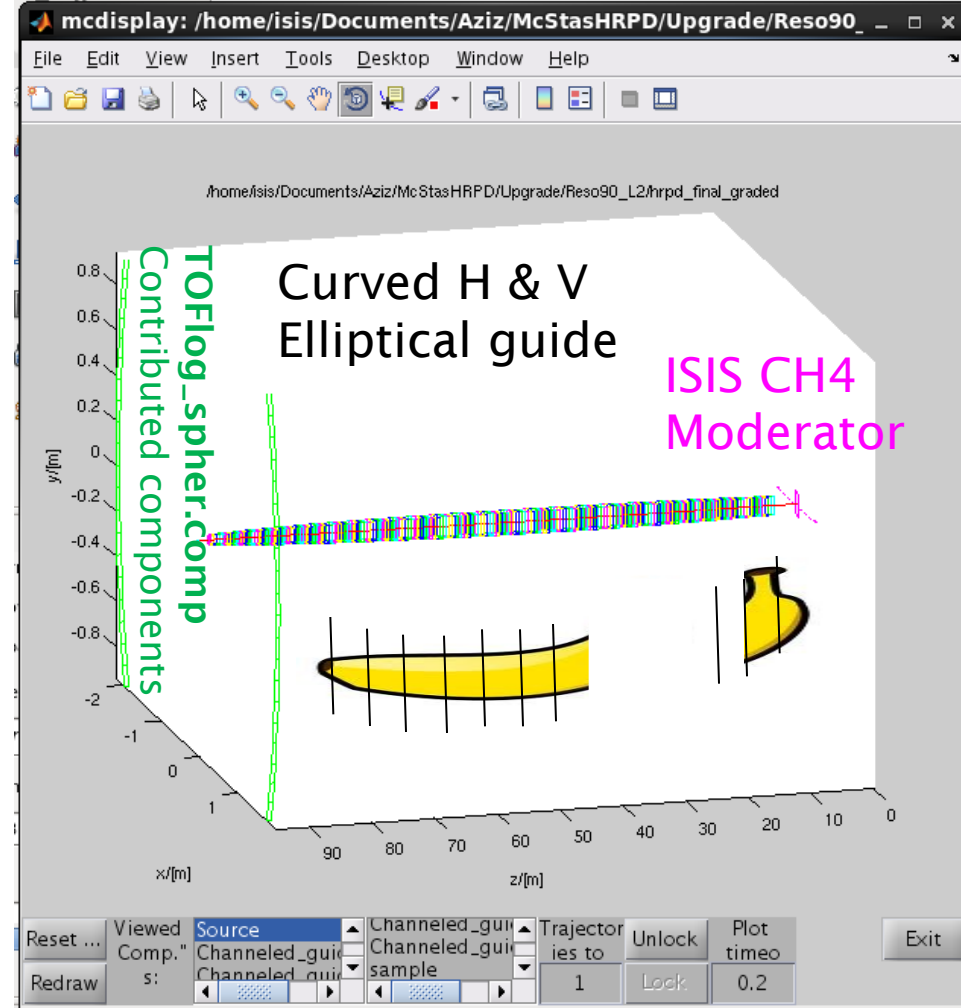 mcdisplay: /home/isis/Documents/Aziz/McStasHRPD/Upgrade/Reso90_
File Edit View Insert Tools Desktop Window Help
/home/isis/Documents/Aziz/McStasHRPD/Upgrade/Reso90_L2/hrpd_final_graded
TOFlog_spher.comp
Contributed components
Curved H & V
Elliptical guide
ISIS CH4
Moderator
0.8
0.6
0.4
0.2
0
-0.2
-0.4
-0.6
-0.8
y/[m]
-2
-1
0
1
x/[m]
90 80 70 60 50 40 30 20 10 0
z/[m]
Reset ...
Redraw
Viewed
Comp."
s:
Source
Channeled_guid
Channeled_guid
Channeled_gui
Channeled_gui
sample
Trajector
ies to
1
Unlock
Lock
Plot
timeo
0.2
Exit